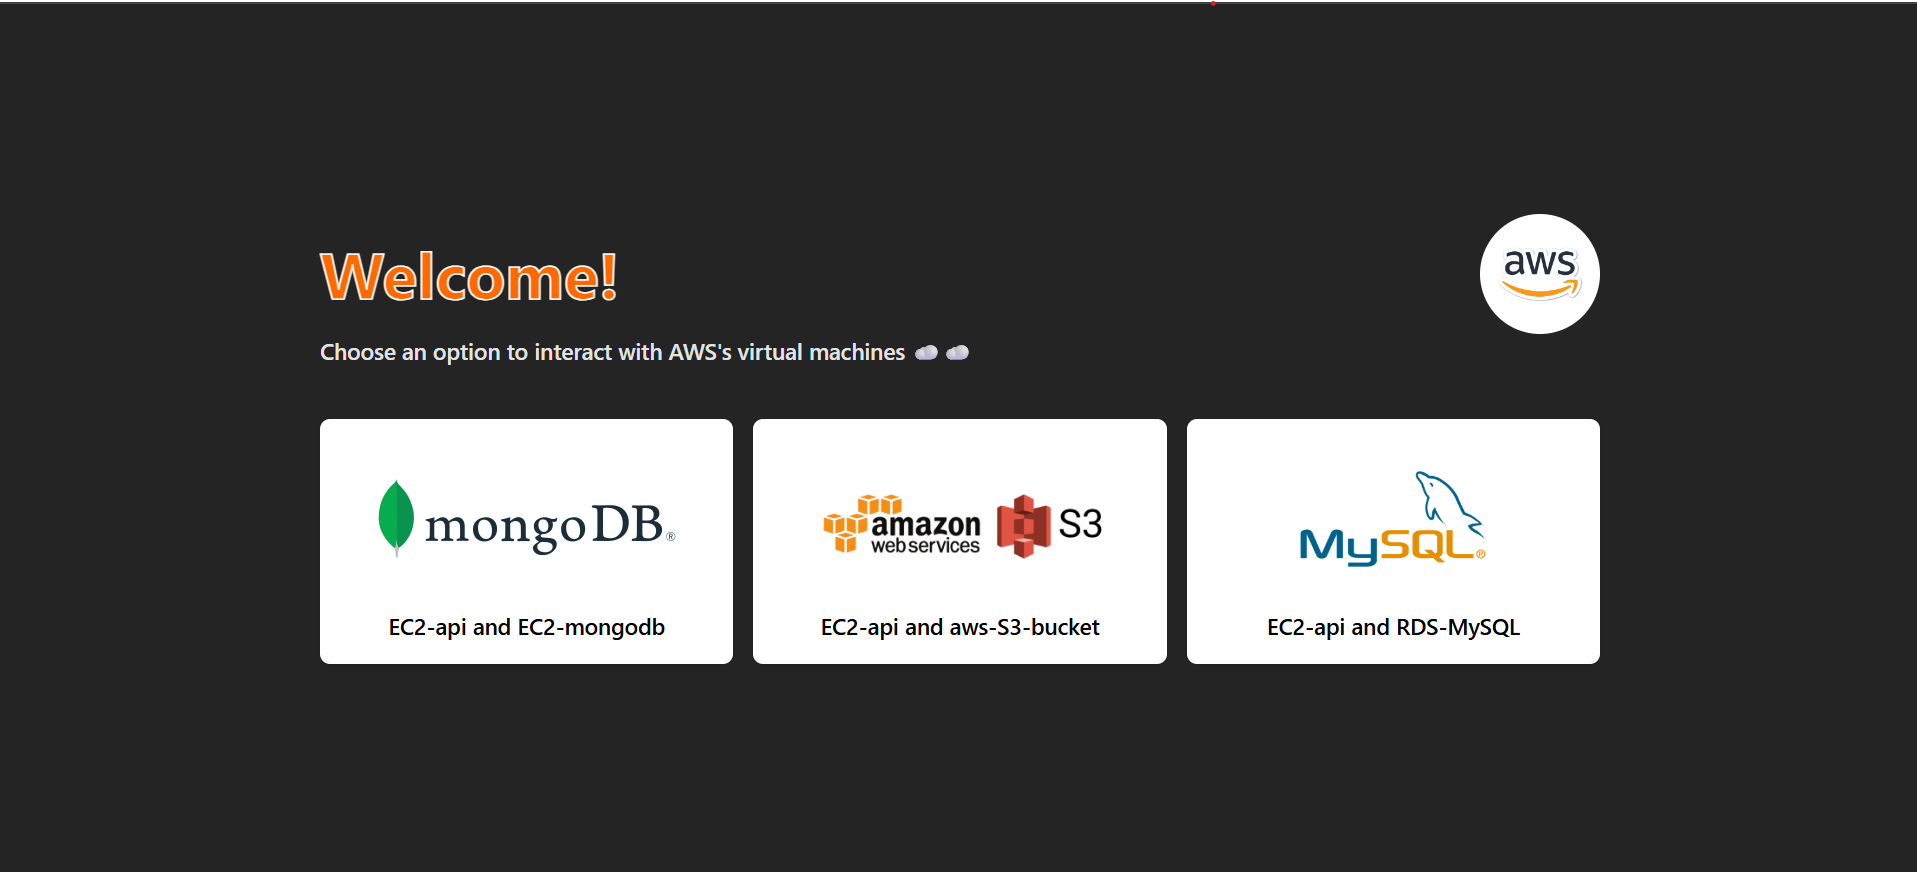 Welcome!
aws
Choose an option to interact with AWS's virtual machines ☁️ ☁️
mongoDB®
EC2-api and EC2-mongodb
amazon
web services
S3
EC2-api and aws-S3-bucket
MySQL®
EC2-api and RDS-MySQL